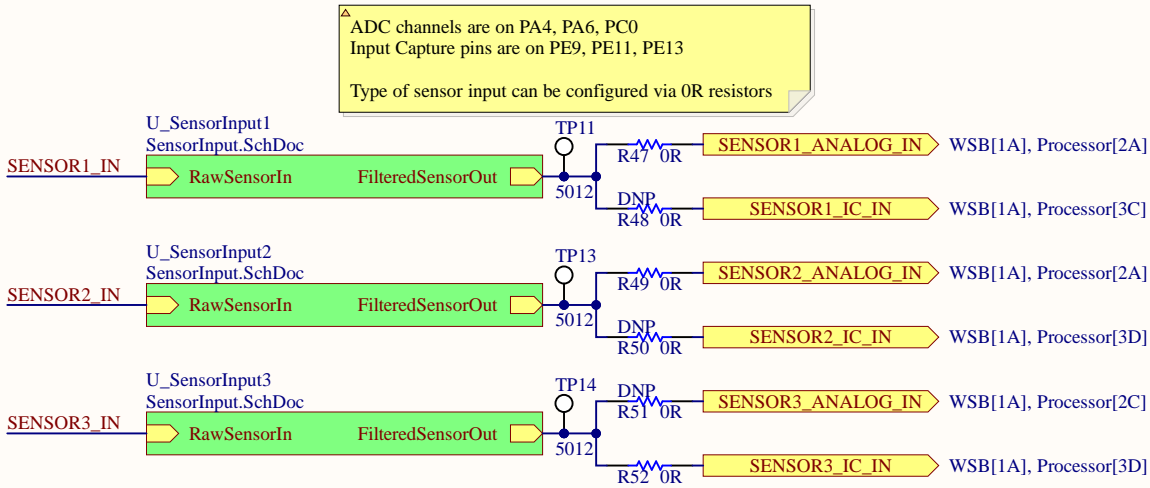 ADC channels are on PA4, PA6, PC0
Input Capture pins are on PE9, PE11, PE13
Type of sensor input can be configured via 0R resistors
U_SensorInput1
SensorInput.SchDoc
SENSOR1_IN
RawSensorIn
FilteredSensorOut
TP11
5012
R47 0R
SENSOR1_ANALOG_IN
WSB[1A], Processor[2A]
DNP
R48 0R
SENSOR1_IC_IN
WSB[1A], Processor[3C]
U_SensorInput2
SensorInput.SchDoc
SENSOR2_IN
RawSensorIn
FilteredSensorOut
TP13
5012
R49 0R
SENSOR2_ANALOG_IN
WSB[1A], Processor[2A]
DNP
R50 0R
SENSOR2_IC_IN
WSB[1A], Processor[3D]
U_SensorInput3
SensorInput.SchDoc
SENSOR3_IN
RawSensorIn
FilteredSensorOut
TP14
5012
DNP
R51 0R
SENSOR3_ANALOG_IN
WSB[1A], Processor[2C]
R52 0R
SENSOR3_IC_IN
WSB[1A], Processor[3D]